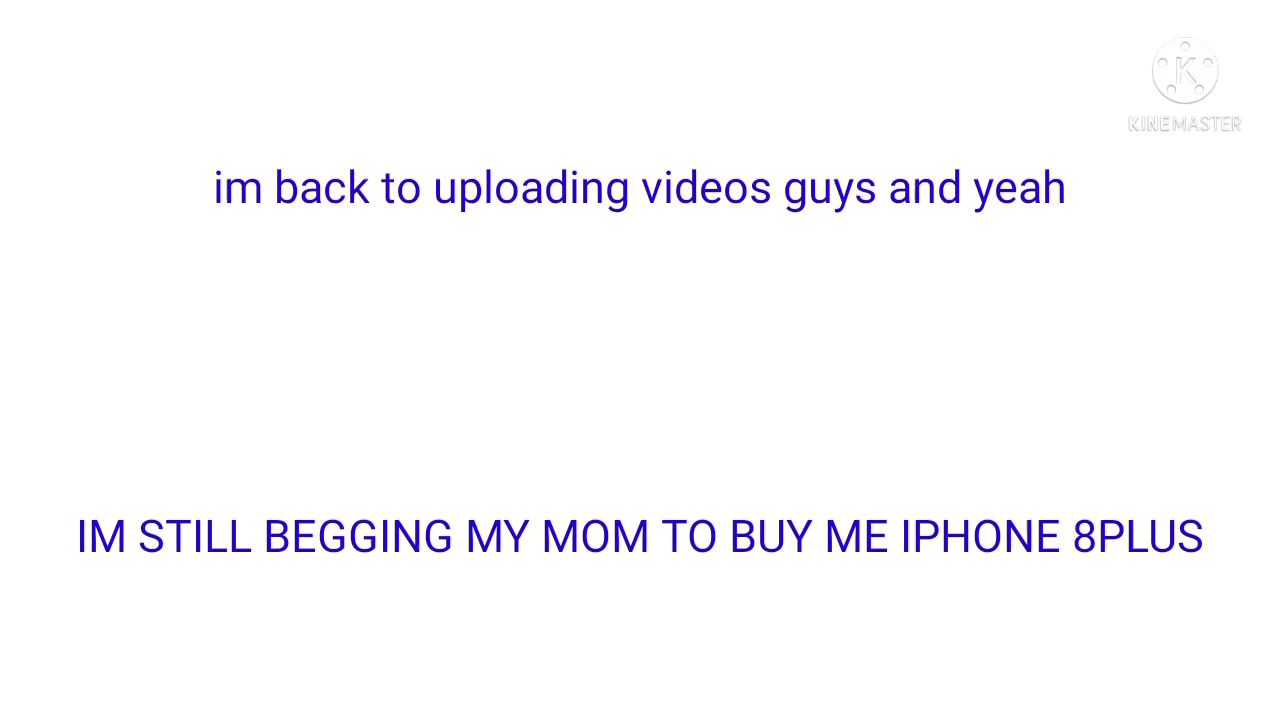 KINEMASTER
im back to uploading videos guys and yeah
IM STILL BEGGING MY MOM TO BUY ME IPHONE 8PLUS